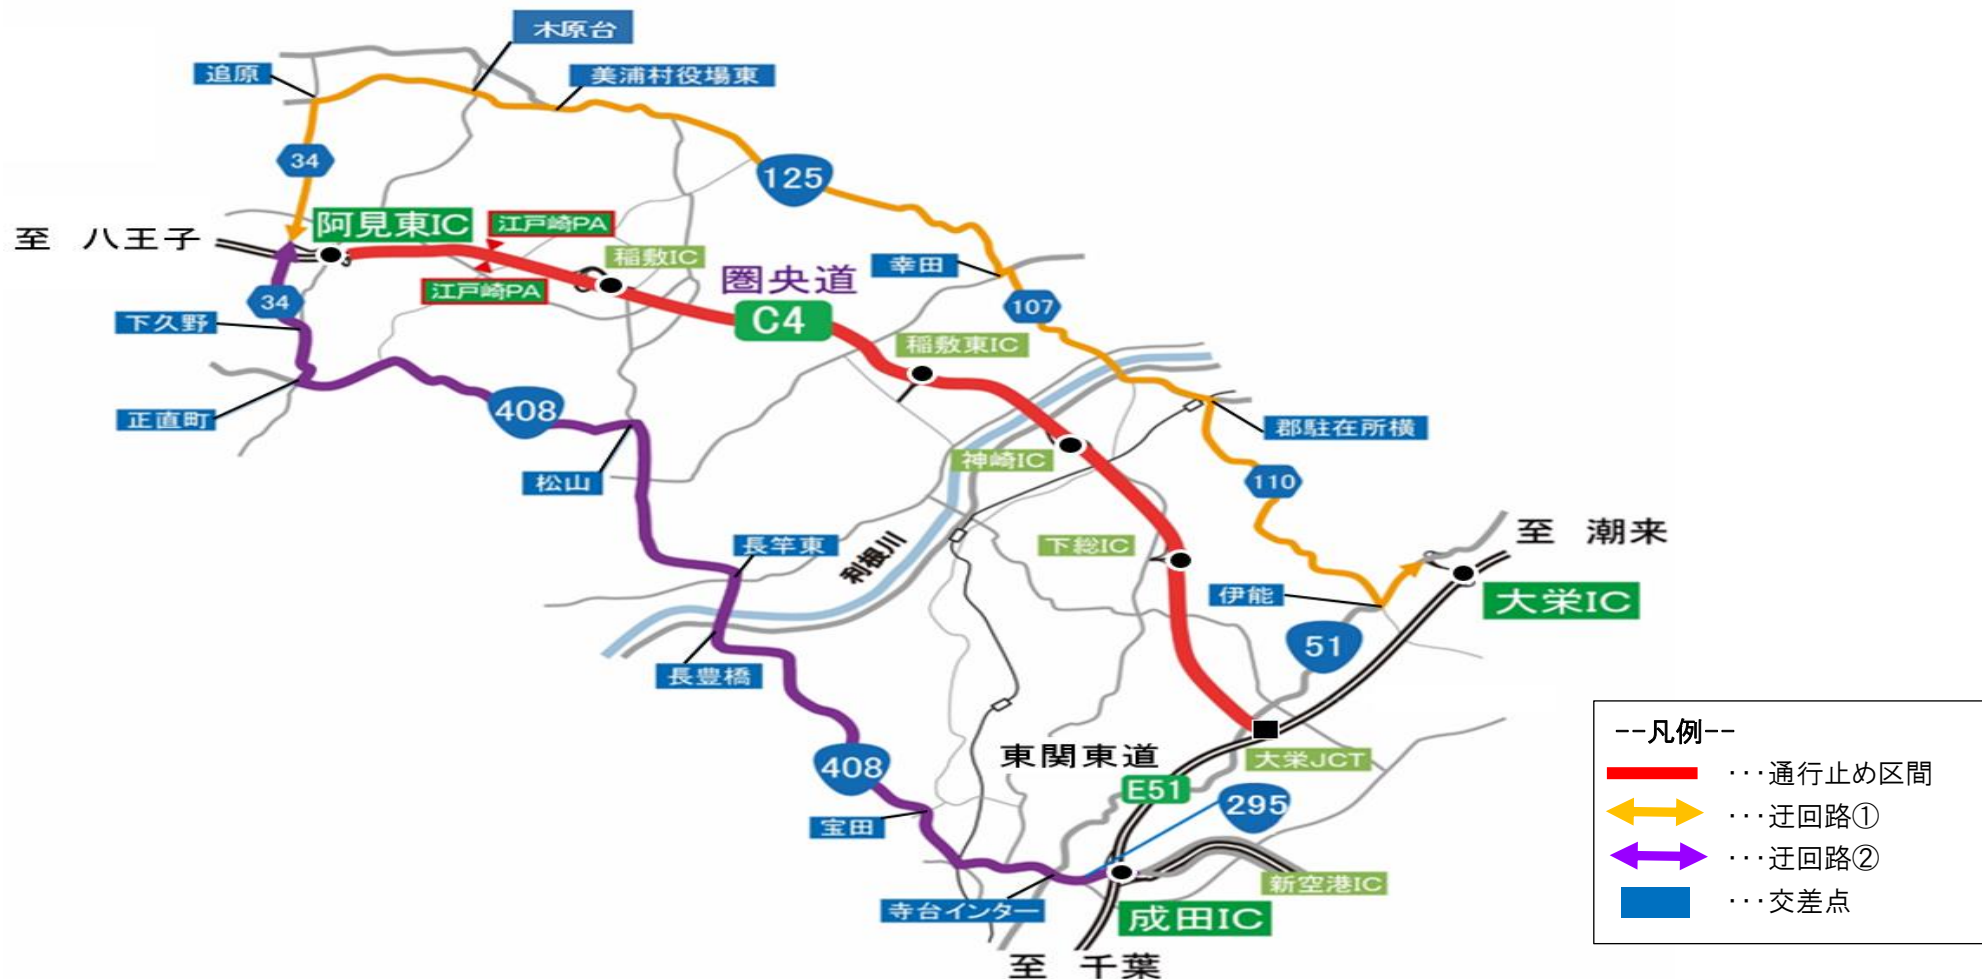 木原台
追原
美浦村役場東
34
125
阿見東IC
江戸崎PA
至 八王子
稲敷IC
圏央道
幸田
江戸崎PA
34
107
下久野
C4
稲敷東IC
408
正直町
郡駐在所横
神崎IC
松山
110
至 潮来
長竿東
利根川
下総IC
伊能
大栄IC
51
長豊橋
--凡例--
東関東道
大栄JCT
・・・通行止め区間
408
E51
295
・・・迂回路①
宝田
・・・迂回路②
新空港IC
・・・交差点
寺台インター
成田IC
至 千葉